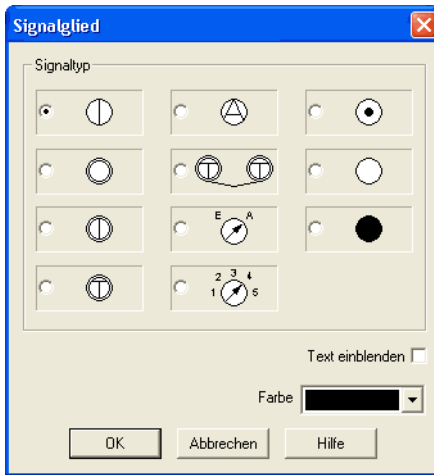 Signalglied
Signaltyp
A
T T
E A
T
2 3 4
1 5
Text einblenden
Farbe
OK Abbrechen Hilfe